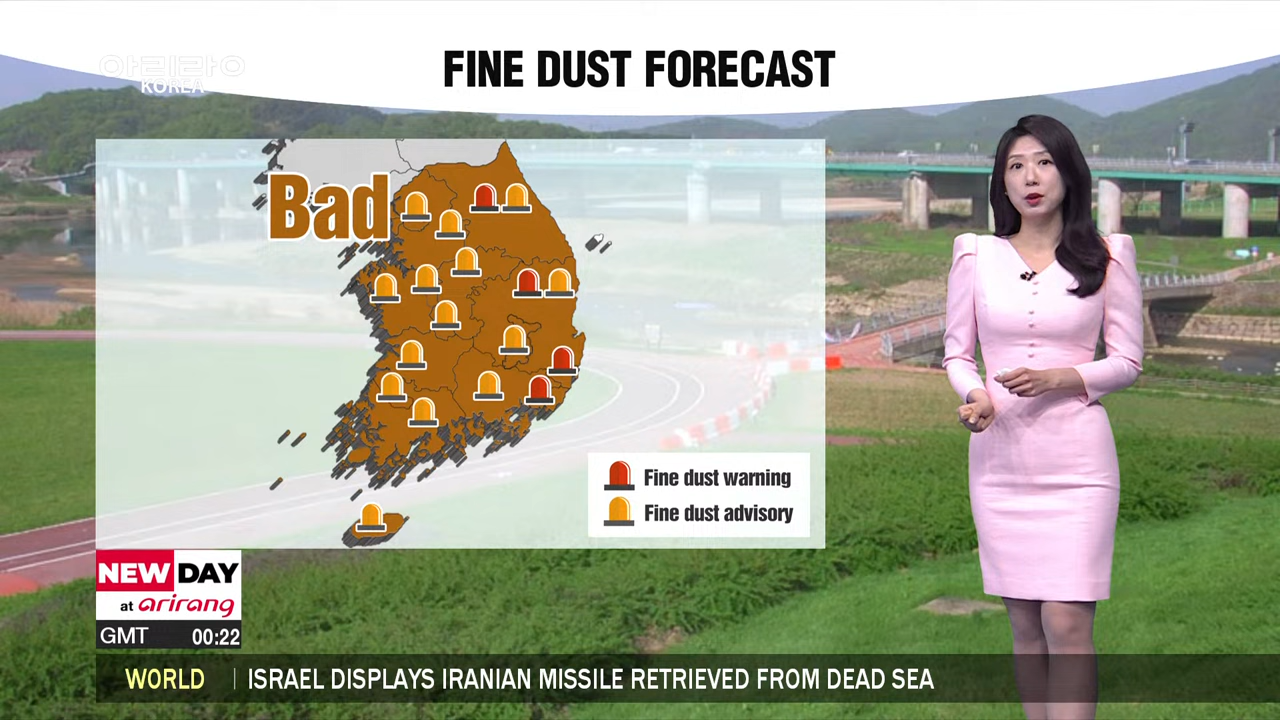 아리랑
KOREA
FINE DUST FORECAST
Bad
Fine dust warning
Fine dust advisory
NEW DAY
at arirang
GMT 00:22
WORLD ISRAEL DISPLAYS IRANIAN MISSILE RETRIEVED FROM DEAD SEA